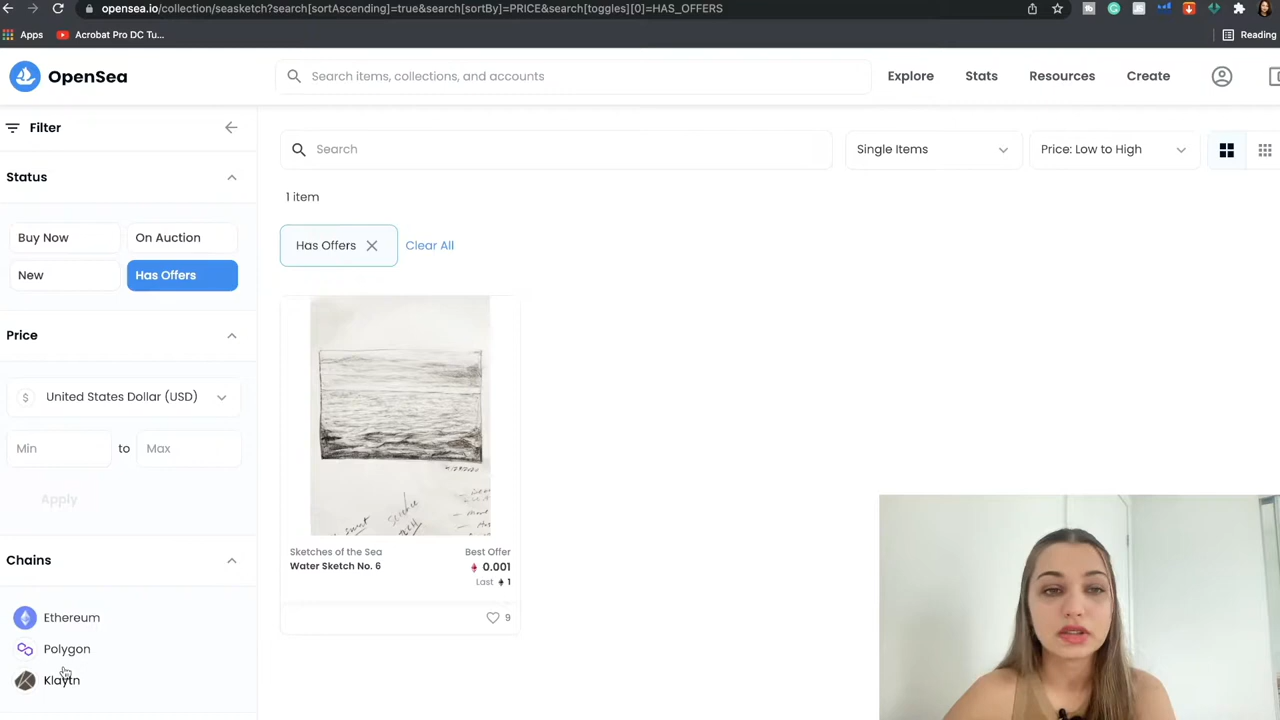 opensea.io/collection/seasketch?search[sortAscending]=true&search[sortBy]=PRICE&search[toggles][0]=HAS_OFFERS
Apps
Acrobat Pro DC Tu...
Reading
OpenSea
Search items, collections, and accounts
Explore
Stats
Resources
Create
Filter
Search
Single Items
Price: Low to High
Status
1 item
Buy Now
On Auction
New
Has Offers
Has Offers
Clear All
Price
United States Dollar (USD)
Min
to
Max
Apply
Sketches of the Sea
Best Offer
Water Sketch No. 6
0.001
Last 1
9
Chains
Ethereum
Polygon
Klaytn